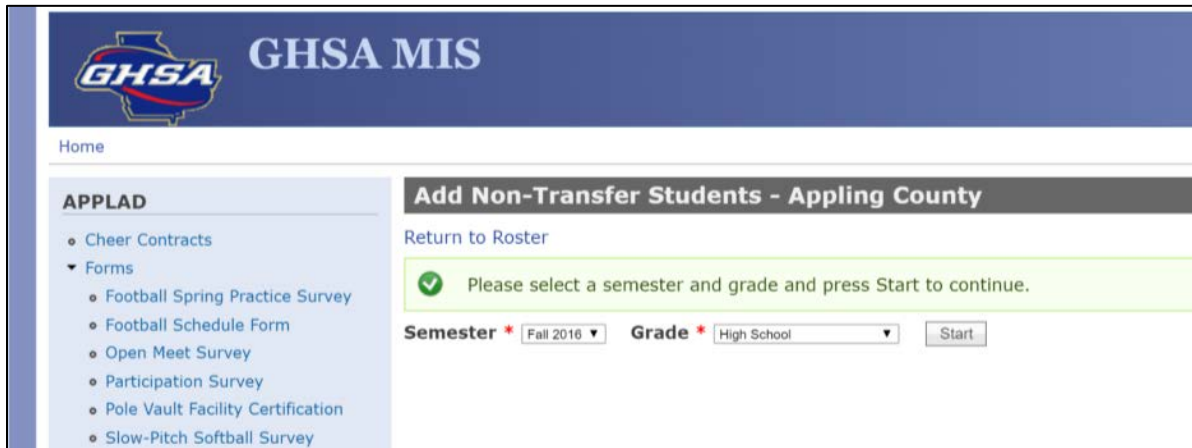 GHSA
GHSA MIS
Home
APPLAD
Cheer Contracts
Forms
Football Spring Practice Survey
Football Schedule Form
Open Meet Survey
Participation Survey
Pole Vault Facility Certification
Slow-Pitch Softball Survey
Add Non-Transfer Students - Appling County
Return to Roster
Please select a semester and grade and press Start to continue.
Semester * Fall 2016 Grade * High School Start